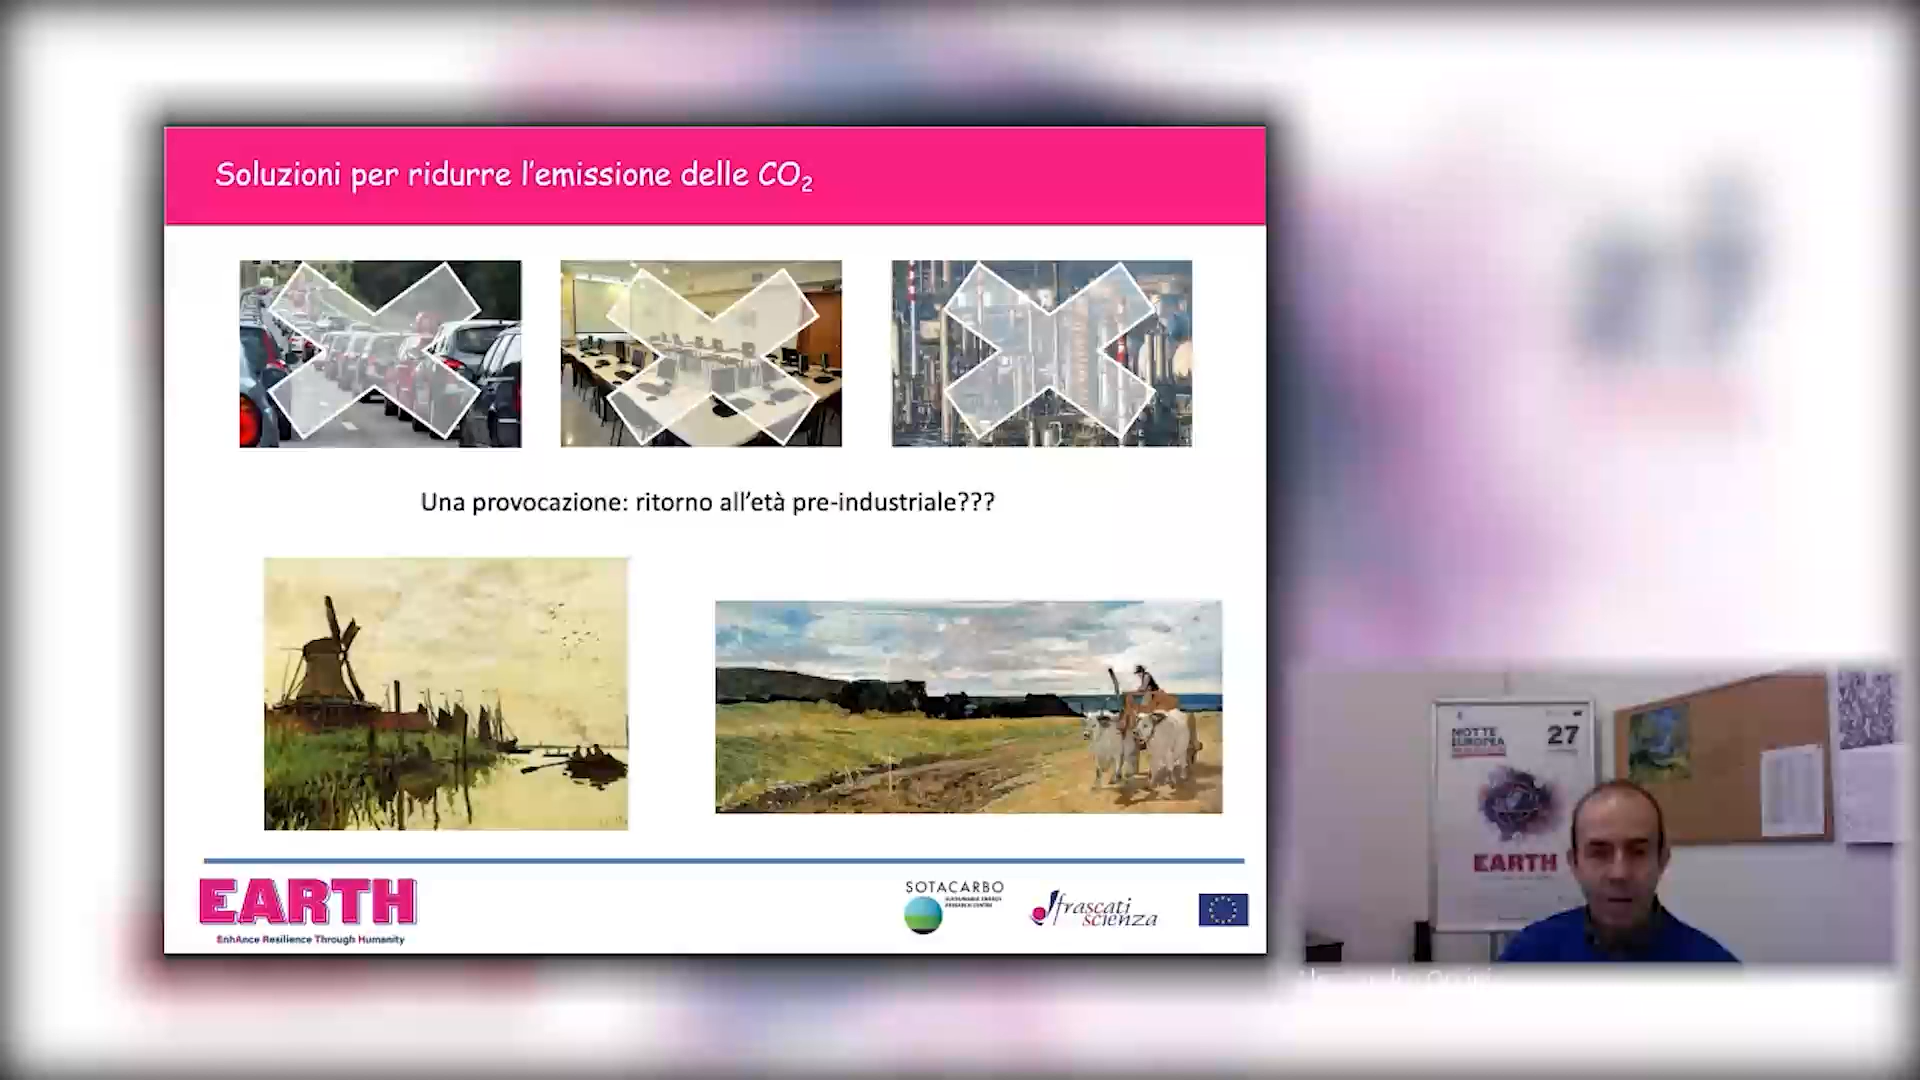 Soluzioni per ridurre l'emissione delle CO₂
Una provocazione: ritorno all'età pre-industriale???
EARTH
EnhAnce Resilience Through Humanity
SOTACARBO
SUSTAINABLE ENERGY
RESEARCH CENTRE
frascati
scienza
NOTTE
EUROPEA
27
EARTH